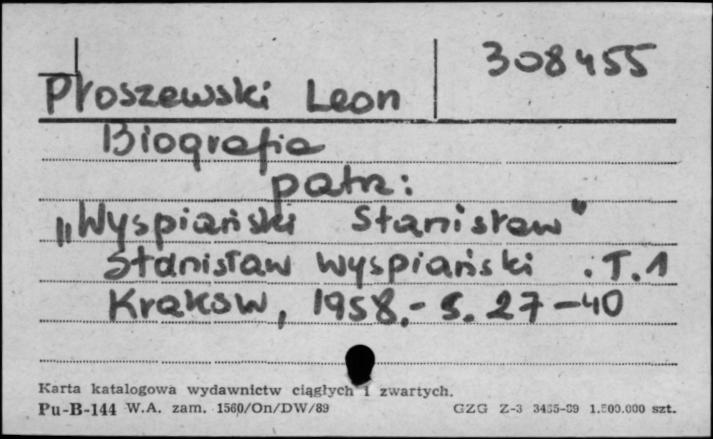 308455
Płoszewski Leon
Biografia
patrz:
„Wyspiański Stanisław"
Stanisław Wyspiański . T. 1
Kraków, 1958.- S. 27-40
Karta katalogowa wydawnictw ciągłych i zwartych.
Pu-B-144 W.A. zam. 1560/On/DW/89 GZG Z-3 3435-89 1.500.000 szt.